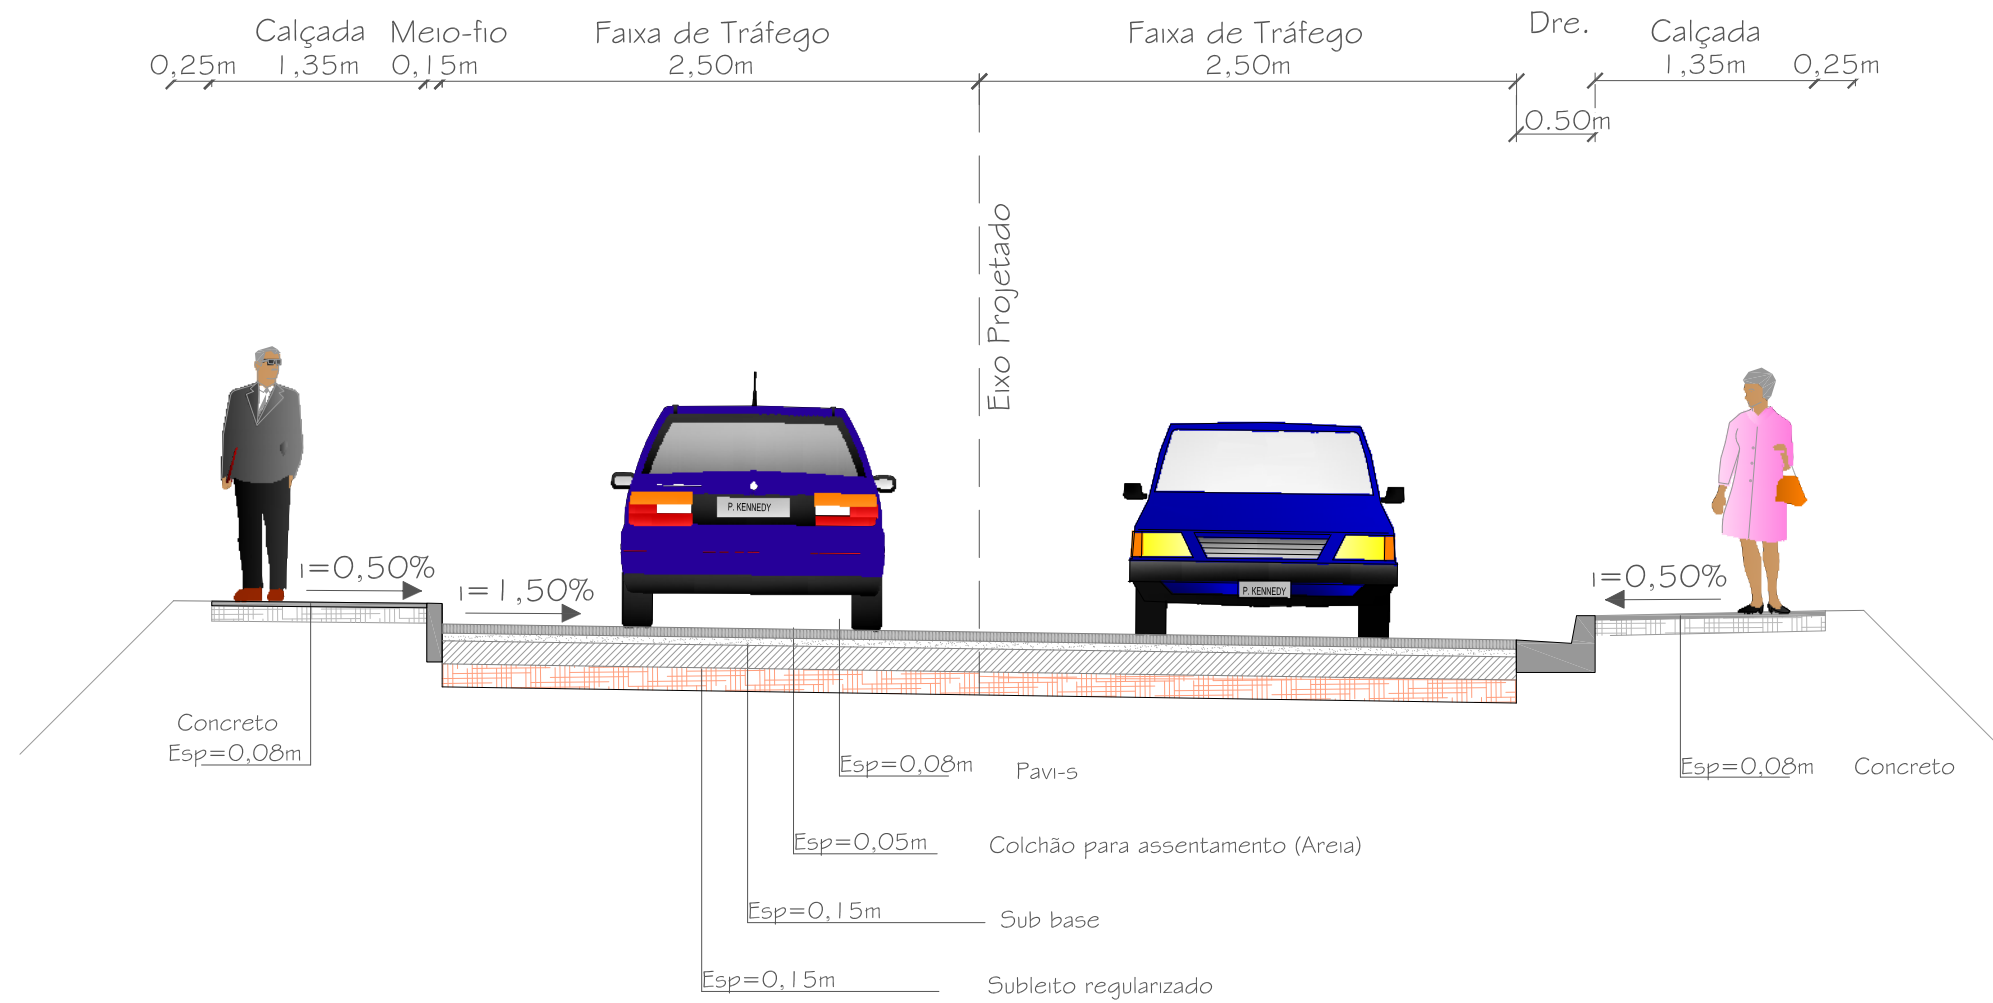 Calçada Meio-fio Faixa de Tráfego Faixa de Tráfego Dre. Calçada
0,25m 1,35m 0,15m 2,50m 2,50m 1,35m 0,25m
0.50m
Eixo Projetado
P. KENNEDY
P. KENNEDY
i=0,50% i=1,50% i=0,50%
Concreto
Esp=0,08m
Esp=0,08m Pavi-s
Esp=0,08m Concreto
Esp=0,05m Colchão para assentamento (Areia)
Esp=0,15m Sub base
Esp=0,15m Subleito regularizado